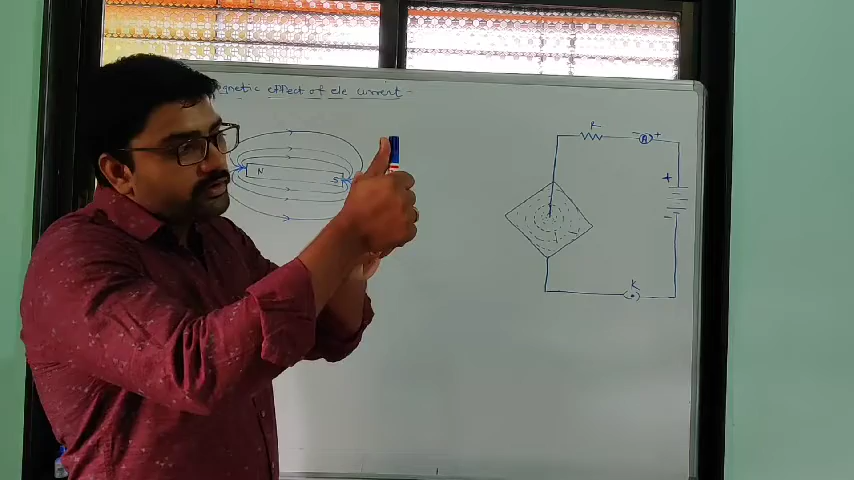 gnetic effect of ele current
R
- A +
N
S
+
-
K